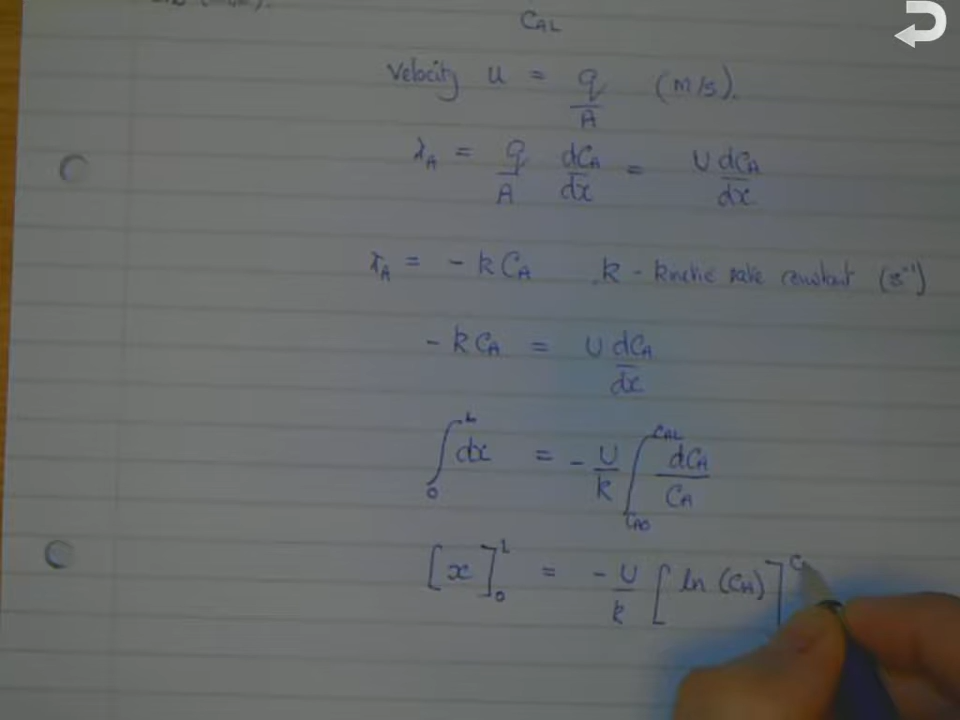 CAL
Velocity U = q/A (m/s).
rA = q/A dCA/dx = U dCA/dx
rA = - k CA k - kinetic rate constant (s⁻¹)
- k CA = U dCA/dx
∫₀ᴸ dx = - U/k ∫_CA0^CAL dCA/CA
[x]₀ᴸ = - U/k [ln (CA)]^C